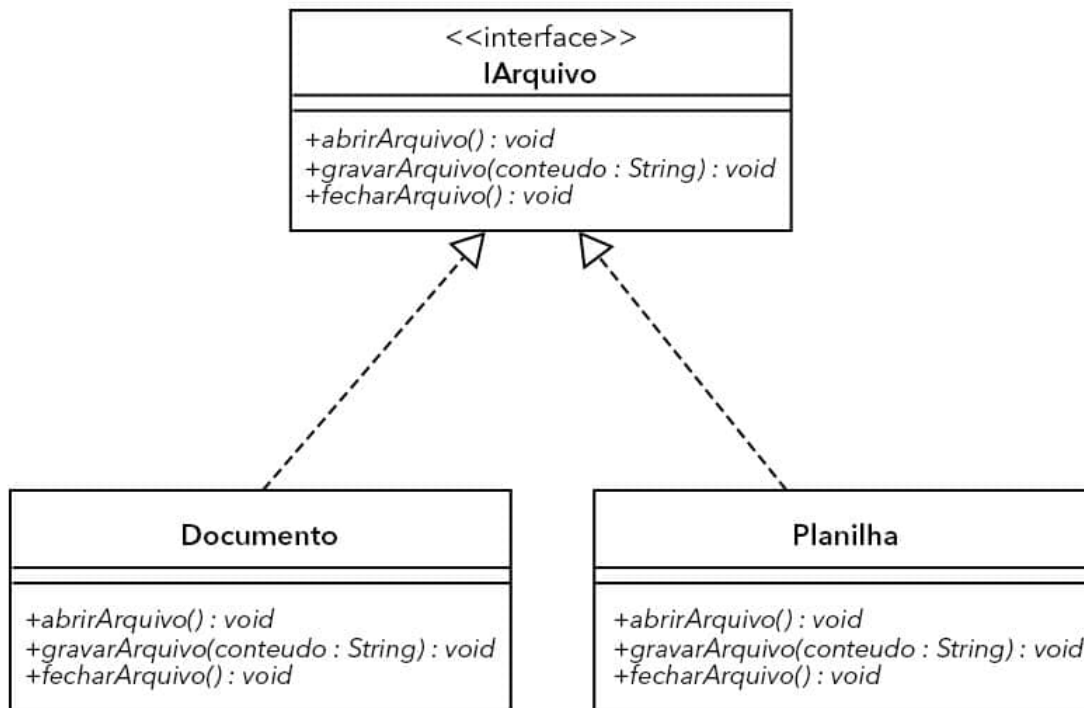 <<interface>>
IArquivo
+abrirArquivo() : void
+gravarArquivo(conteudo : String) : void
+fecharArquivo() : void
Documento
+abrirArquivo() : void
+gravarArquivo(conteudo : String) : void
+fecharArquivo() : void
Planilha
+abrirArquivo() : void
+gravarArquivo(conteudo : String) : void
+fecharArquivo() : void